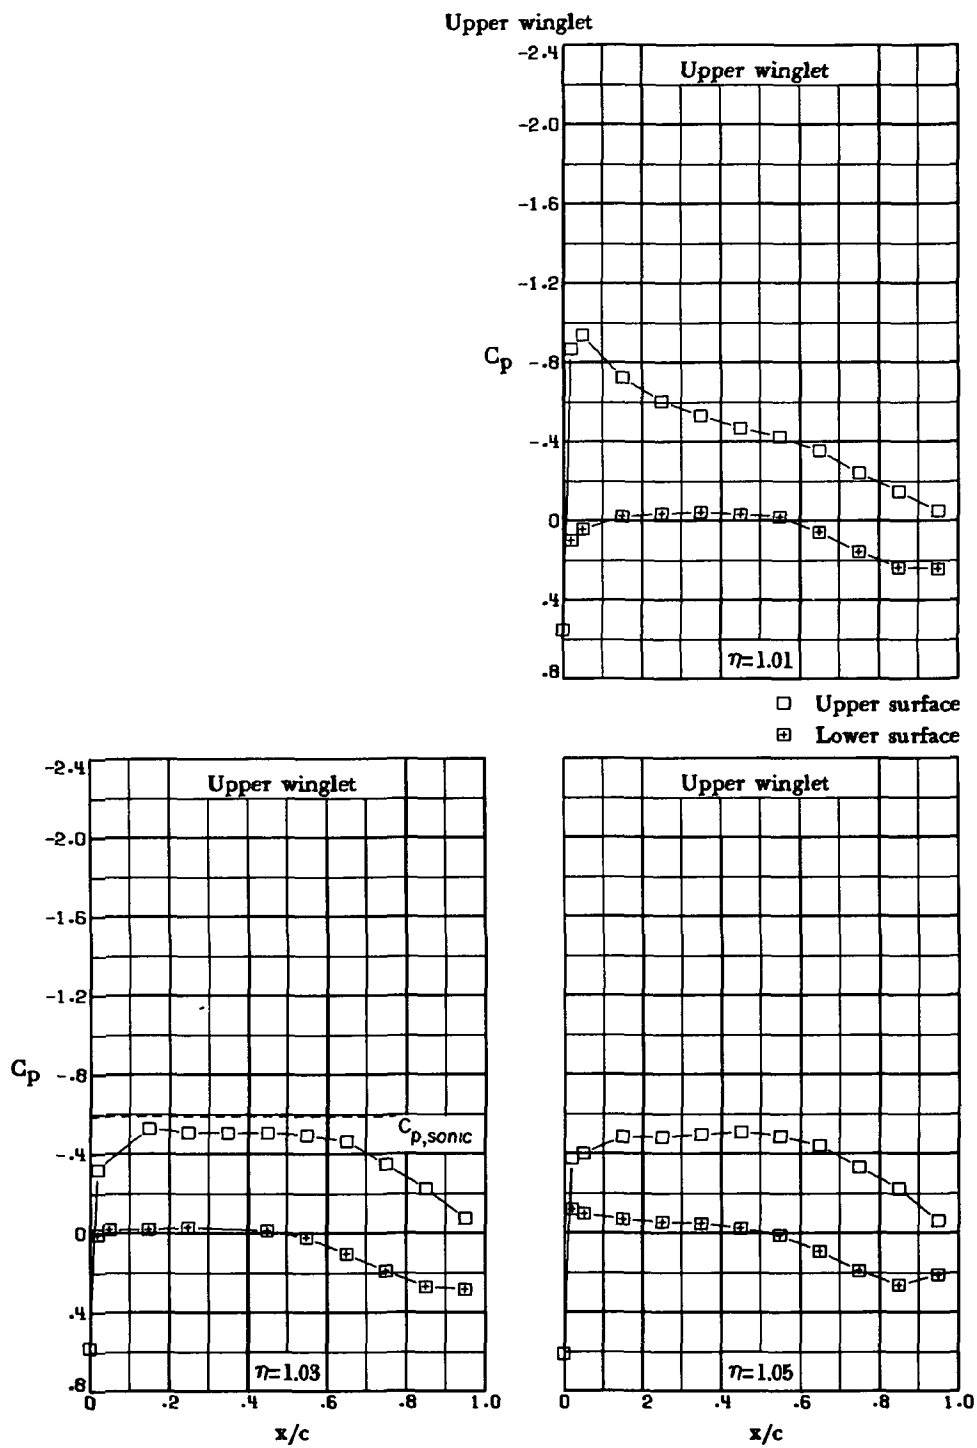 Upper winglet
-2.4
Upper winglet
-2.0
-1.6
-1.2
Cp
-.8
-.4
0
.4
.8
η=1.01
Upper surface
Lower surface
-2.4
Upper winglet
-2.0
-1.6
-1.2
Cp
-.8
Cp,sonic
-.4
0
.4
.8
η=1.03
0 .2 .4 .6 .8 1.0
x/c
Upper winglet
η=1.05
0 2 .4 .6 .8 1.0
x/c